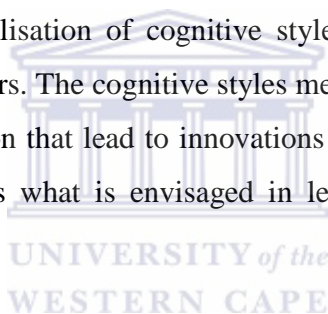 lisation of cognitive style
rs. The cognitive styles me
on that lead to innovations
s what is envisaged in le
UNIVERSITY of the
WESTERN CAPE